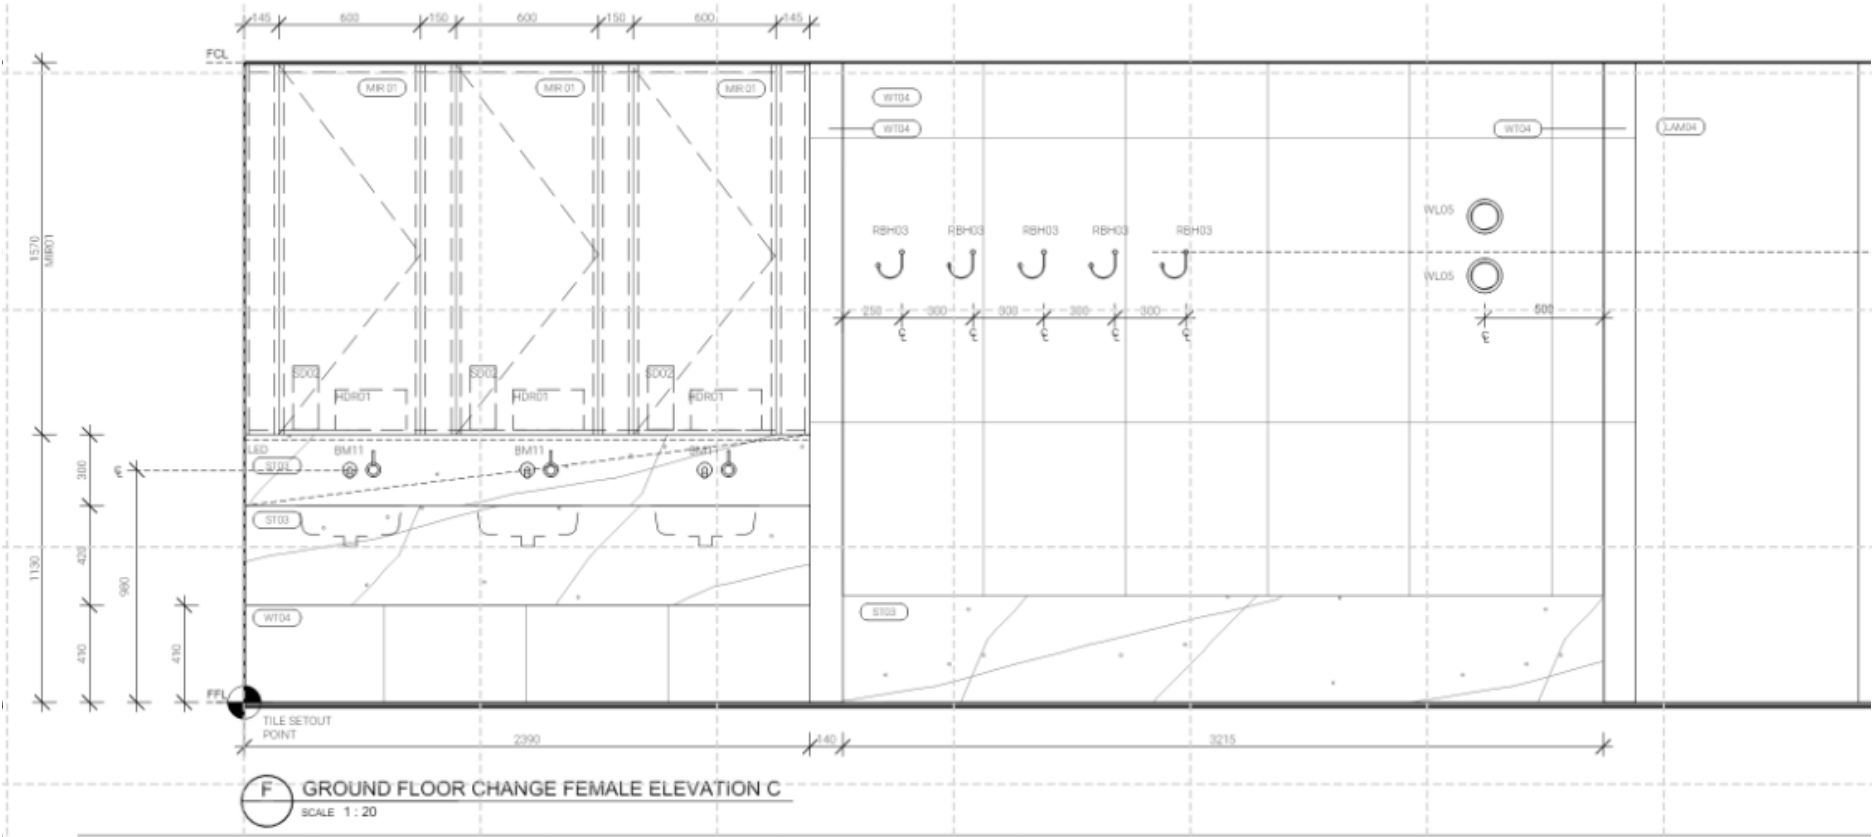 145 600 150 600 150 600 145
FCL
MIR 01 MIR 01 MIR 01
WT04
WT04 WT04 LAM04
WL05
RBH03 RBH03 RBH03 RBH03 RBH03
1570
MIR01
WL05
250 300 300 300 300 500
SD02 SD02 SD02
HDR01 HDR01 HDR01
LED BM11 BM11 BM11
ST03
300
ST03
1130
420
980
WT04 ST03
410 410
FFL
TILE SETOUT
POINT
2390 140 3215
F GROUND FLOOR CHANGE FEMALE ELEVATION C
SCALE 1 : 20